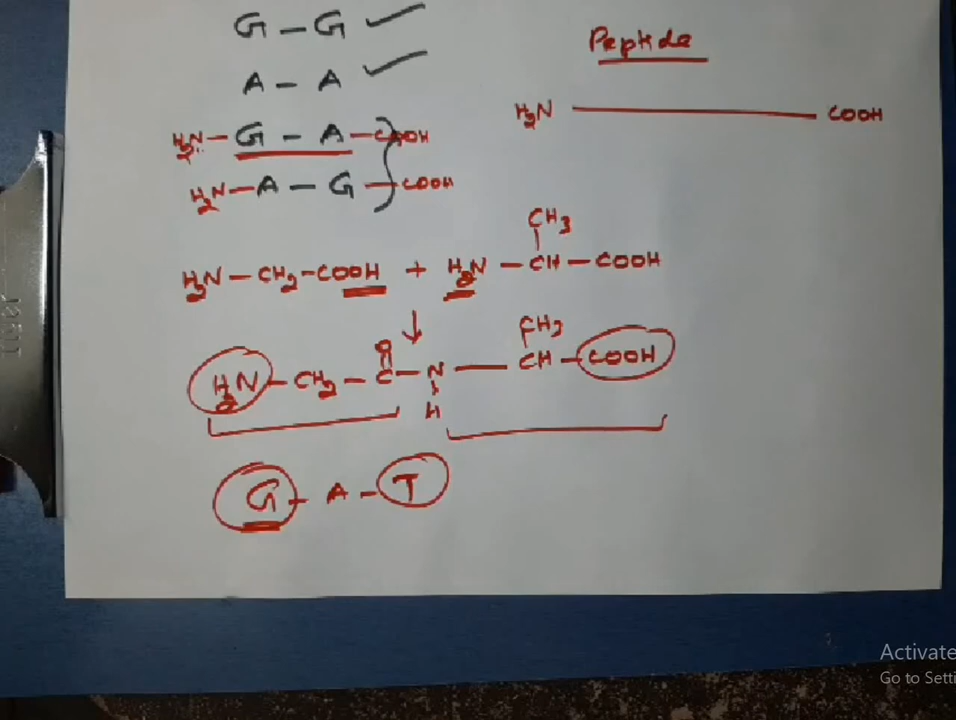 G – G ✓
A – A ✓
H2N – G – A – COOH
H2N – A – G – COOH
Peptide
H2N ——— COOH
CH3
H2N – CH2 – COOH + H2N – CH – COOH
↓
O CH3
H2N – CH2 – C – N — CH – COOH
H
G – A – T
Activate
Go to Setti